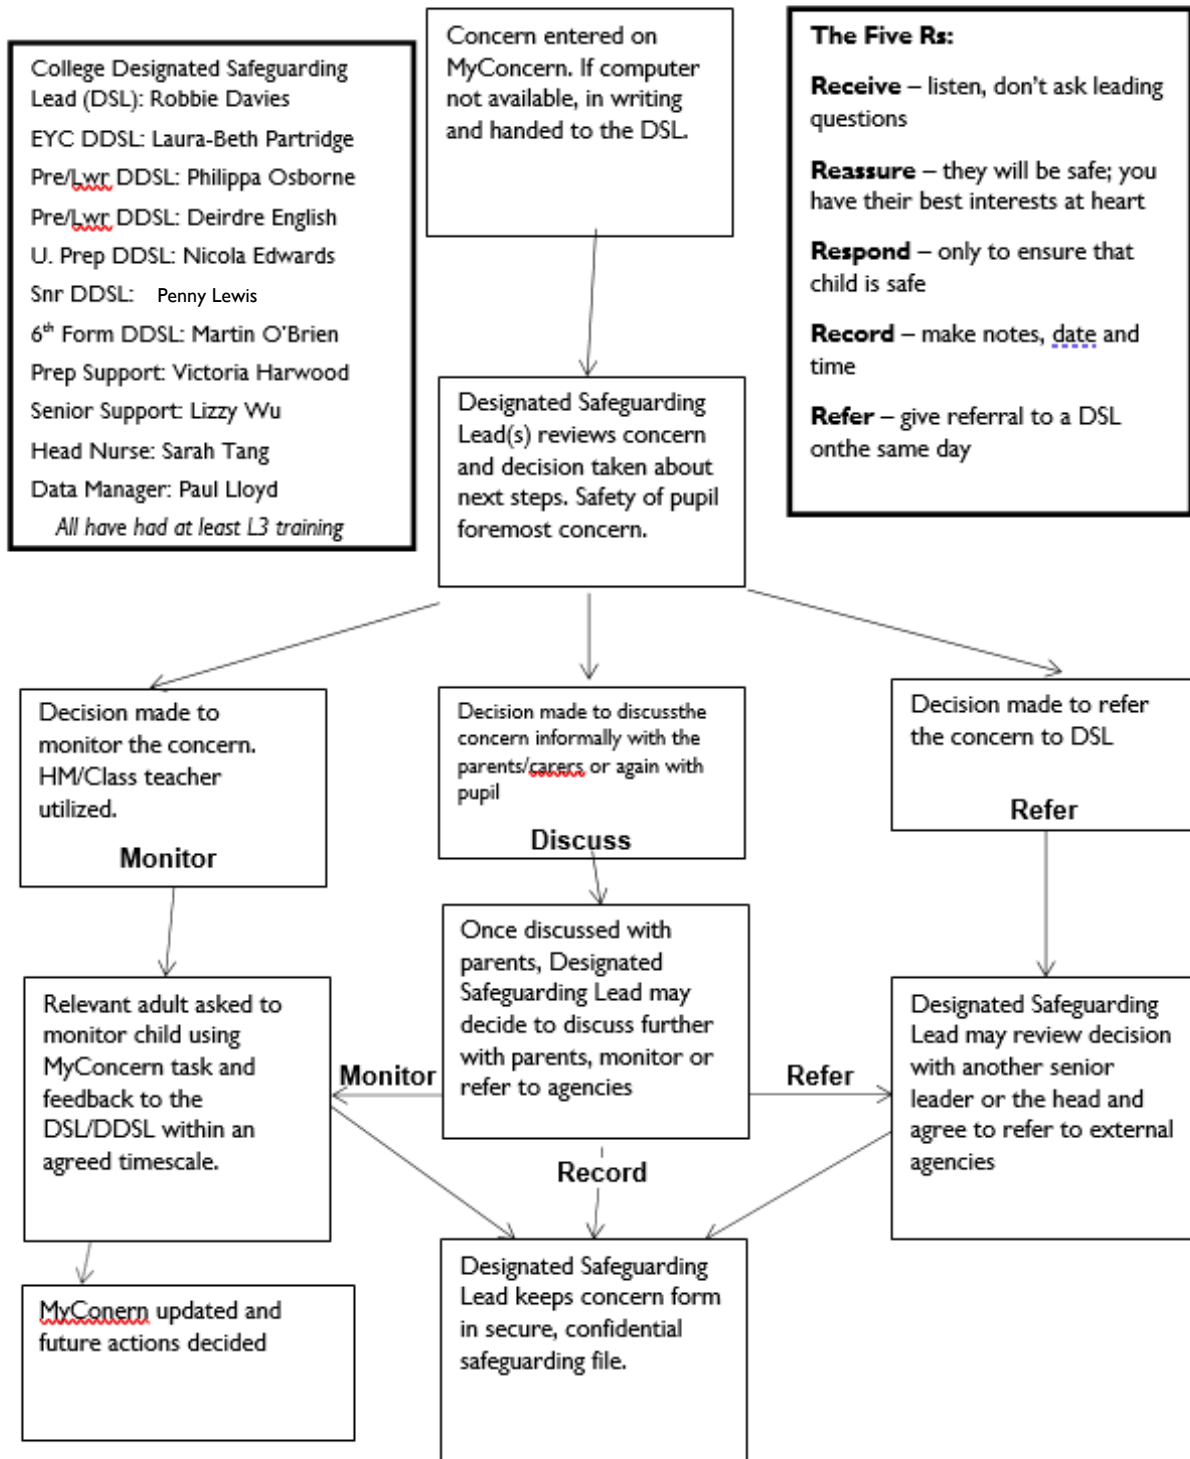 College Designated Safeguarding
Lead (DSL): Robbie Davies
EYC DDSL: Laura-Beth Partridge
Pre/Lwr DDSL: Philippa Osborne
Pre/Lwr DDSL: Deirdre English
U. Prep DDSL: Nicola Edwards
Snr DDSL: Penny Lewis
6th Form DDSL: Martin O'Brien
Prep Support: Victoria Harwood
Senior Support: Lizzy Wu
Head Nurse: Sarah Tang
Data Manager: Paul Lloyd
All have had at least L3 training
Concern entered on
MyConcern. If computer
not available, in writing
and handed to the DSL.
The Five Rs:
Receive – listen, don't ask leading
questions
Reassure – they will be safe; you
have their best interests at heart
Respond – only to ensure that
child is safe
Record – make notes, date and
time
Refer – give referral to a DSL
onthe same day
Designated Safeguarding
Lead(s) reviews concern
and decision taken about
next steps. Safety of pupil
foremost concern.
Decision made to
monitor the concern.
HM/Class teacher
utilized.
Monitor
Decision made to discussthe
concern informally with the
parents/carers or again with
pupil
Discuss
Decision made to refer
the concern to DSL
Refer
Relevant adult asked to
monitor child using
MyConcern task and
feedback to the
DSL/DDSL within an
agreed timescale.
Monitor
Once discussed with
parents, Designated
Safeguarding Lead may
decide to discuss further
with parents, monitor or
refer to agencies
Refer
Designated Safeguarding
Lead may review decision
with another senior
leader or the head and
agree to refer to external
agencies
Record
MyConern updated and
future actions decided
Designated Safeguarding
Lead keeps concern form
in secure, confidential
safeguarding file.